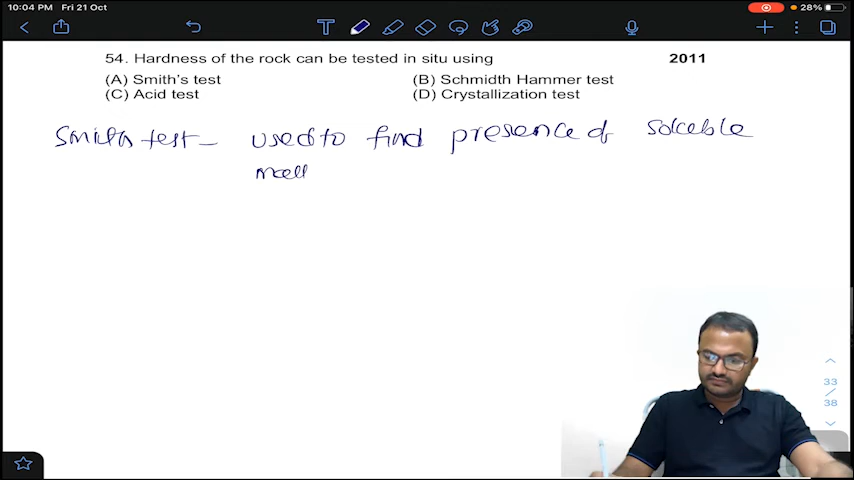 10:04 PM Fri 21 Oct
28%
54. Hardness of the rock can be tested in situ using 2011
(A) Smith's test (B) Schmidth Hammer test
(C) Acid test (D) Crystallization test
Smith test - used to find presence of soluble
33
38